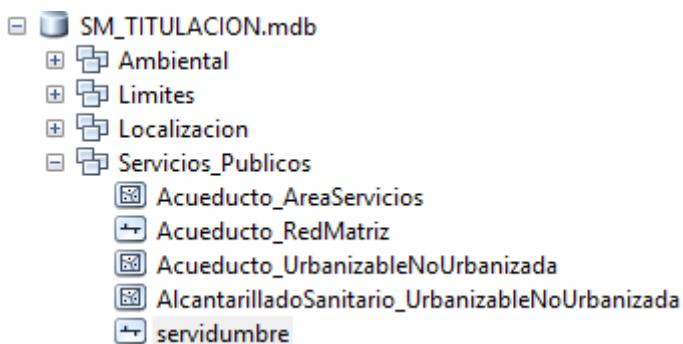 SM_TITULACION.mdb
Ambiental
Limites
Localizacion
Servicios_Publicos
Acueducto_AreaServicios
Acueducto_RedMatriz
Acueducto_UrbanizableNoUrbanizada
AlcantarilladoSanitario_UrbanizableNoUrbanizada
servidumbre